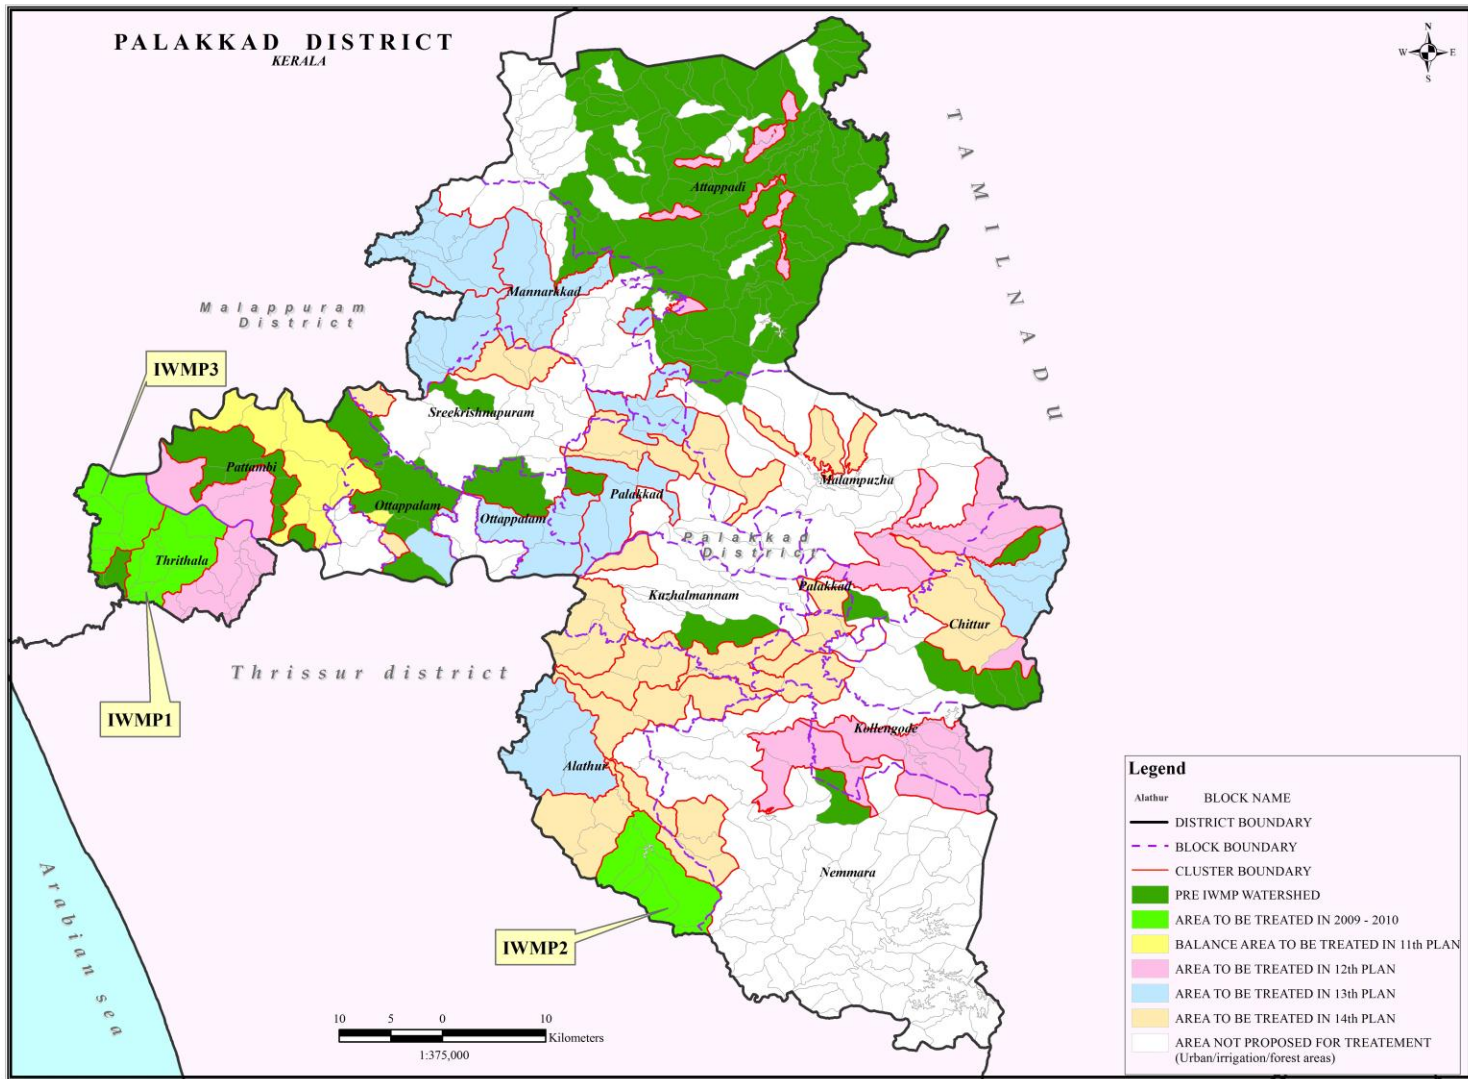 PALAKKAD DISTRICT
KERALA
N
W E
S
TAMILNADU
Attappadi
Mannarkkad
Malappuram
District
IWMP3
Sreekrishnapuram
Pattambi
Malampuzha
Palakkad
Ottappalam
Ottappalam
Palakkad
District
Thrithala
Palakkad
Kuzhalmannam
Chittur
Thrissur district
IWMP1
Kollengode
Alathur
Nemmara
IWMP2
Arabian sea
10 5 0 10
Kilometers
1:375,000
Legend
Alathur BLOCK NAME
DISTRICT BOUNDARY
BLOCK BOUNDARY
CLUSTER BOUNDARY
PRE IWMP WATERSHED
AREA TO BE TREATED IN 2009 - 2010
BALANCE AREA TO BE TREATED IN 11th PLAN
AREA TO BE TREATED IN 12th PLAN
AREA TO BE TREATED IN 13th PLAN
AREA TO BE TREATED IN 14th PLAN
AREA NOT PROPOSED FOR TREATEMENT
(Urban/irrigation/forest areas)